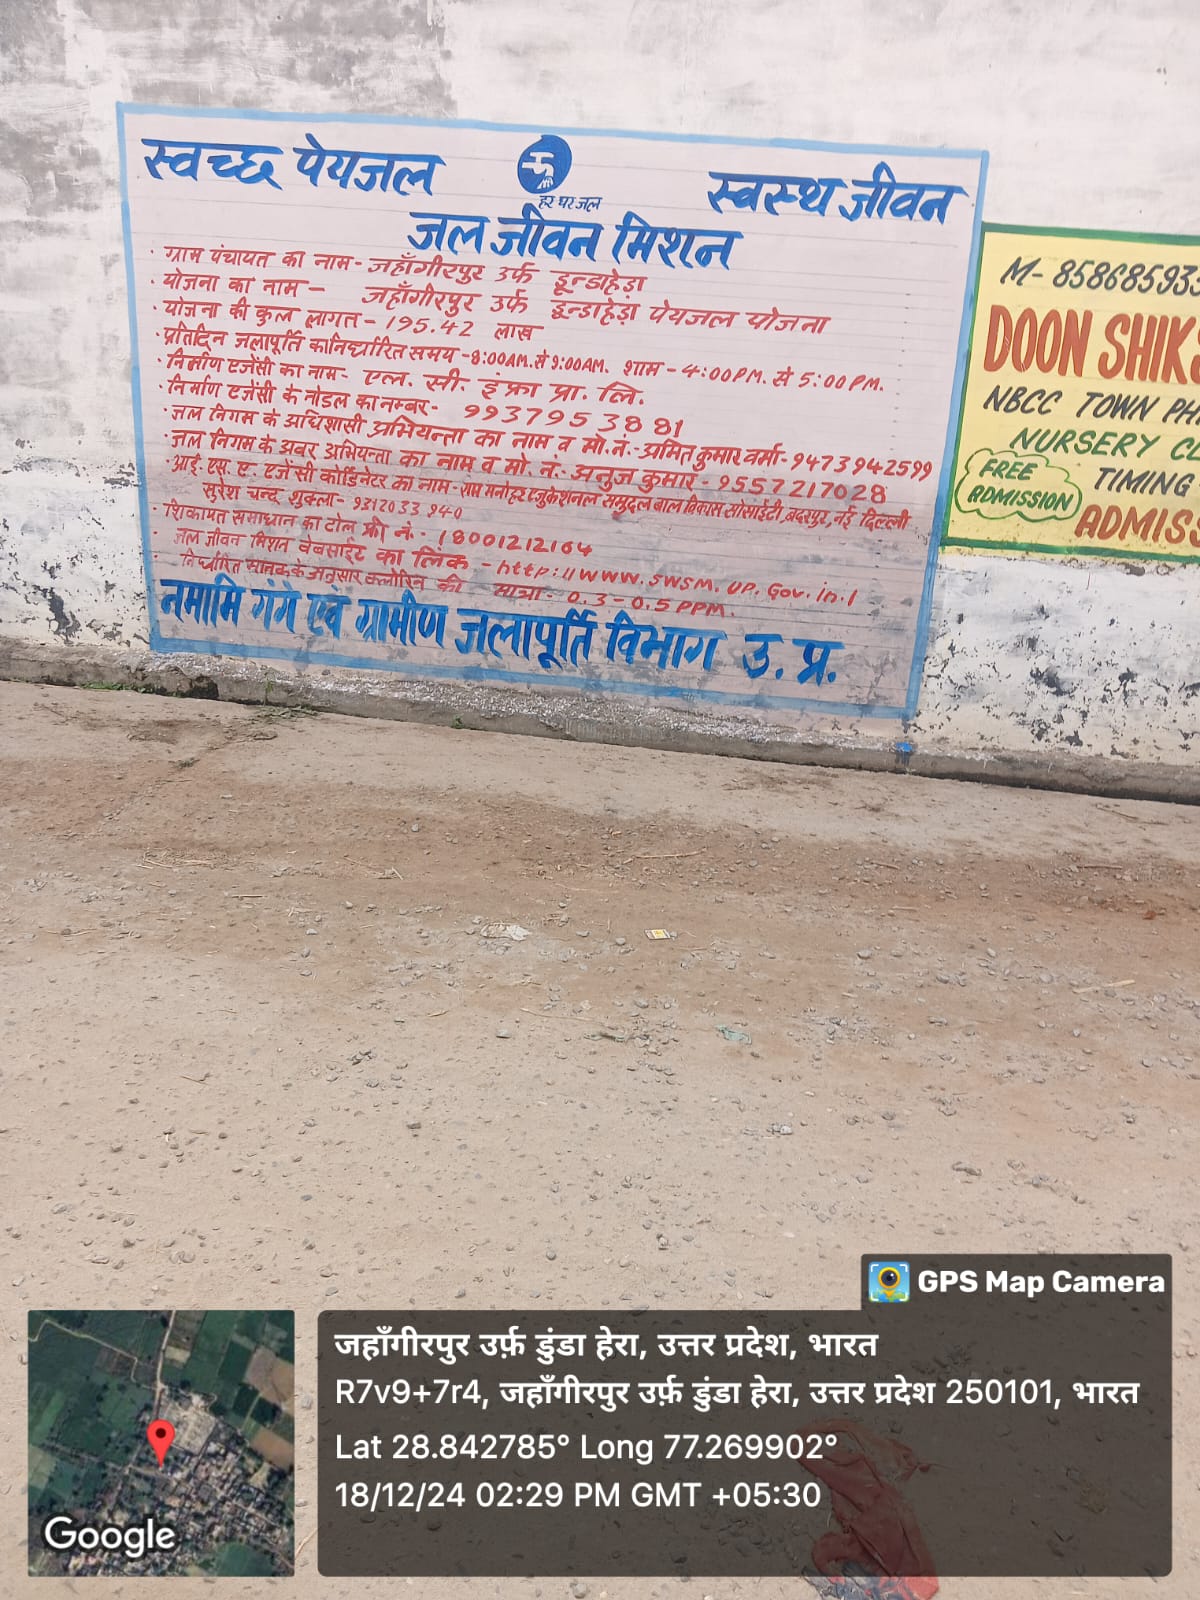 स्वच्छ पेयजल
हर घर जल
स्वस्थ जीवन
जल जीवन मिशन
· ग्राम पंचायत का नाम - जहाँगीरपुर उर्फ डून्डाहेड़ा
· योजना का नाम - जहाँगीरपुर उर्फ डून्डाहेड़ा पेयजल योजना
· योजना की कुल लागत - 195.42 लाख
· प्रतिदिन जलापूर्ति का निर्धारित समय - 8:00AM. से 9:00AM. शाम - 4:00PM. से 5:00PM.
· निर्माण एजेंसी का नाम - एल. सी. इंफ्रा प्रा. लि.
· निर्माण एजेंसी के नोडल का नम्बर - 9937953881
· जल निगम के अधिशासी अभियन्ता का नाम व मो. नं. - अमित कुमार वर्मा - 9473942599
· जल निगम के अवर अभियन्ता का नाम व मो. नं. - अनुज कुमार - 9557217028
· आई. एस. ए. एजेंसी कोर्डिनेटर का नाम - राम मनोहर एजुकेशनल समुद्दल बाल विकास सोसाईटी, बदरपुर, नई दिल्ली
सुरेश चन्द्र शुक्ला - 9312033940
· शिकायत समाधान का टोल फ्री नं. - 18001212164
· जल जीवन मिशन वेबसाईट का लिंक - http://www.swsm.up.Gov.in.1
· निर्धारित मानक के अनुसार क्लोरिन की मात्रा - 0.3 - 0.5 PPM.
नमामि गंगे एवं ग्रामीण जलापूर्ति विभाग उ. प्र.
M- 8586859
DOON SHIK
NBCC TOWN
NURSERY
FREE ADMISSION
TIMING
ADMIS
GPS Map Camera
जहाँगीरपुर उर्फ़ डुंडा हेरा, उत्तर प्रदेश, भारत
R7v9+7r4, जहाँगीरपुर उर्फ़ डुंडा हेरा, उत्तर प्रदेश 250101, भारत
Lat 28.842785° Long 77.269902°
18/12/24 02:29 PM GMT +05:30
Google